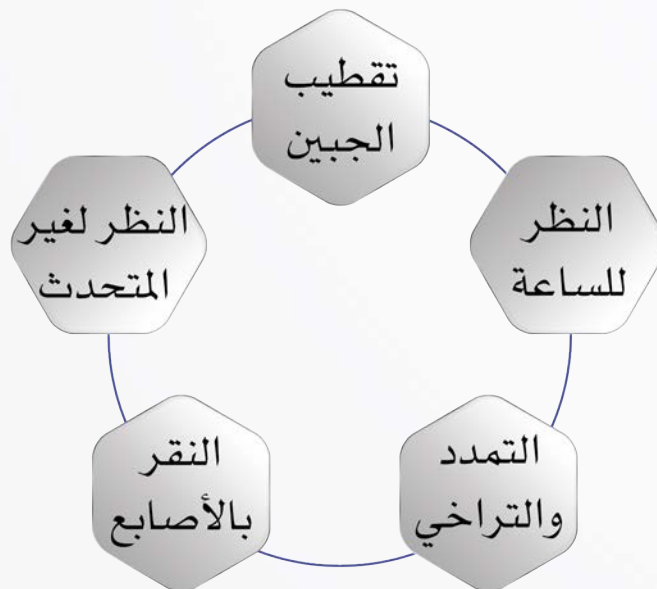 تقطيب
الجبين
النظر
للساعة
التمدد
والتراخي
النقر
بالأصابع
النظر لغير
المتحدث